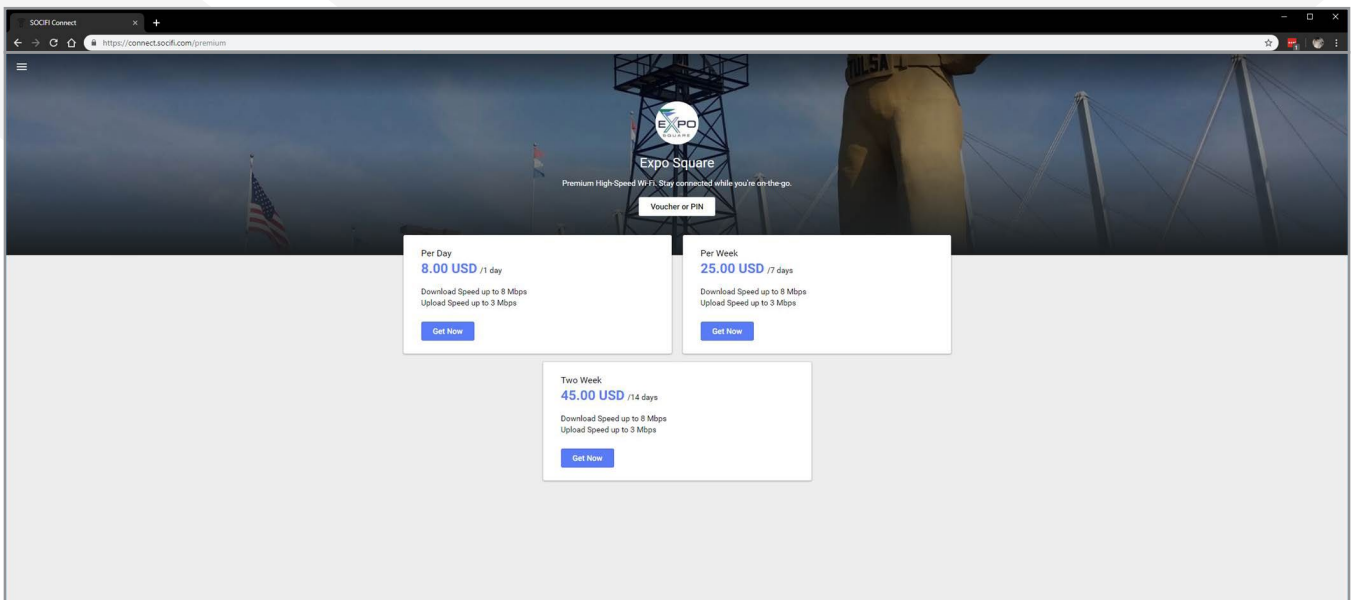 SOCIFI Connect
https://connect.socifi.com/premium
TULSA
EXPO
SQUARE
Expo Square
Premium High-Speed Wi-Fi. Stay connected while you're on-the-go.
Voucher or PIN
Per Day
8.00 USD /1 day
Download Speed up to 8 Mbps
Upload Speed up to 3 Mbps
Get Now
Per Week
25.00 USD /7 days
Download Speed up to 8 Mbps
Upload Speed up to 3 Mbps
Get Now
Two Week
45.00 USD /14 days
Download Speed up to 8 Mbps
Upload Speed up to 3 Mbps
Get Now